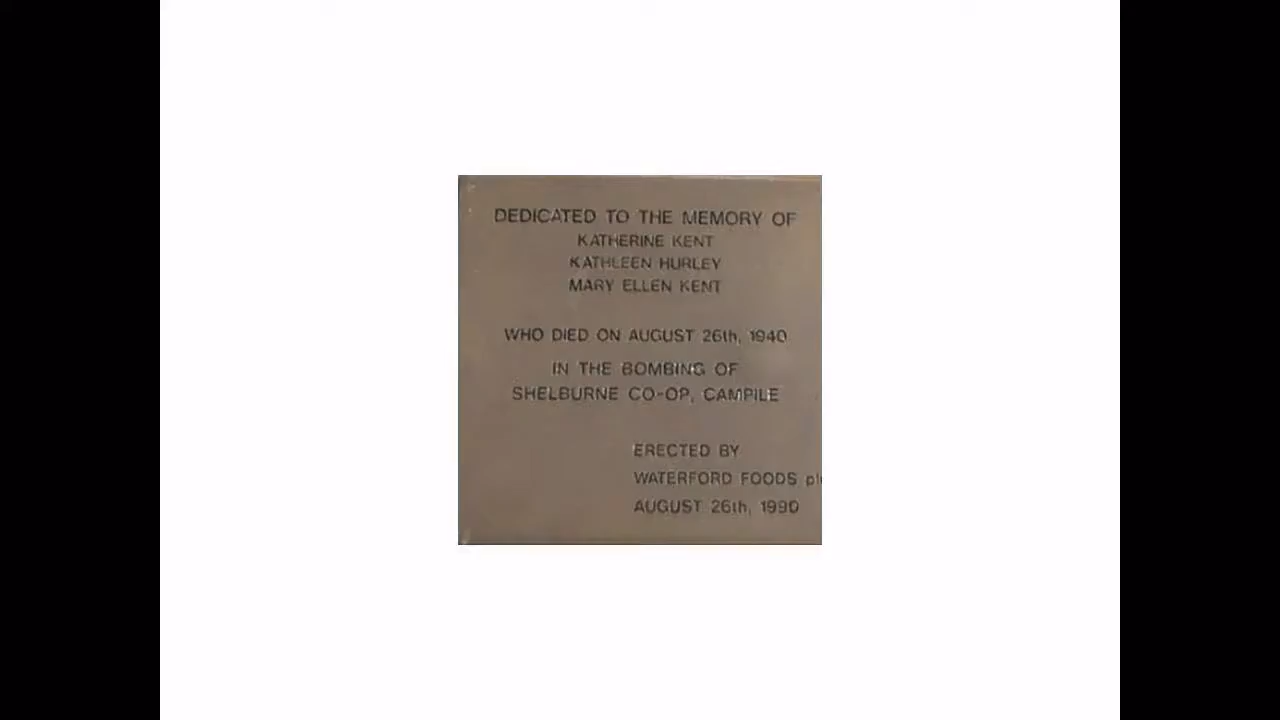 DEDICATED TO THE MEMORY OF
KATHERINE KENT
KATHLEEN HURLEY
MARY ELLEN KENT
WHO DIED ON AUGUST 26th, 1940
IN THE BOMBING OF
SHELBURNE CO-OP, CAMPILE
ERECTED BY
WATERFORD FOODS
AUGUST 26th, 1990